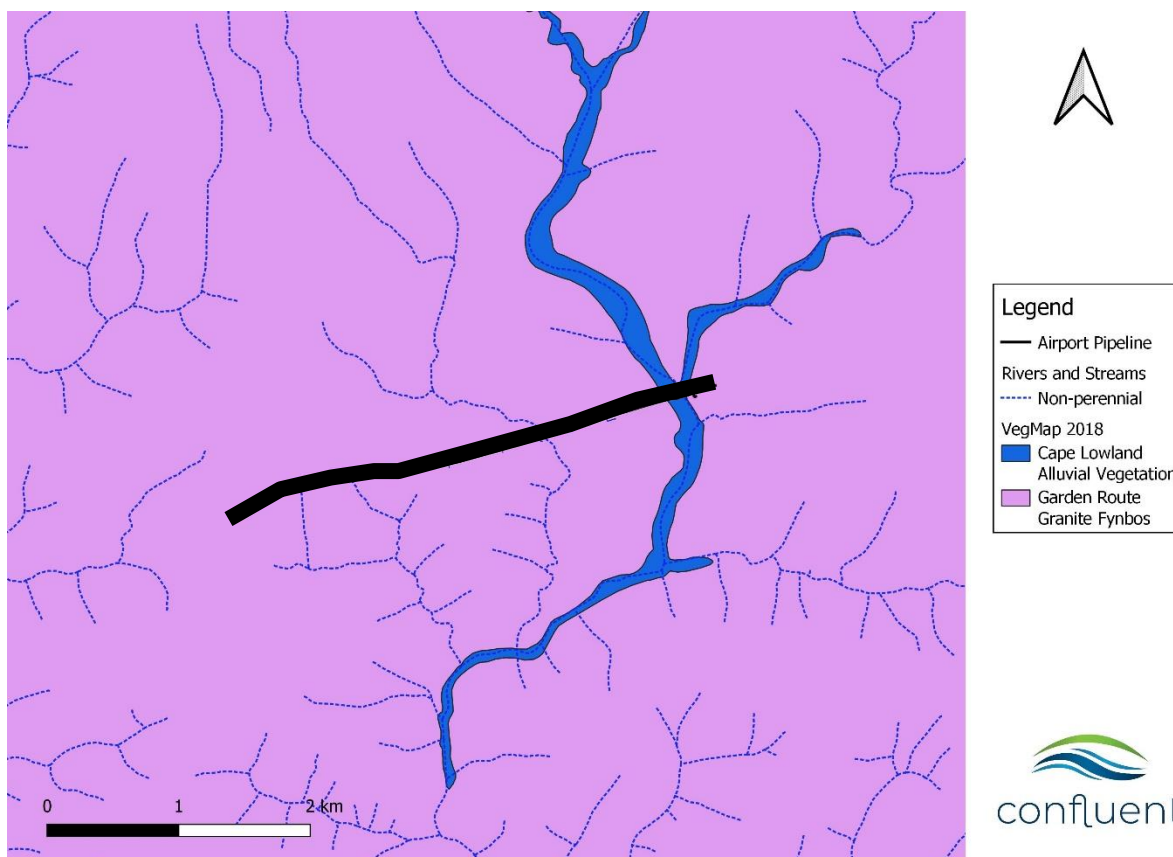 Legend
Airport Pipeline
Rivers and Streams
Non-perennial
VegMap 2018
Cape Lowland
Alluvial Vegetation
Garden Route
Granite Fynbos
0 1 2 km
confluent